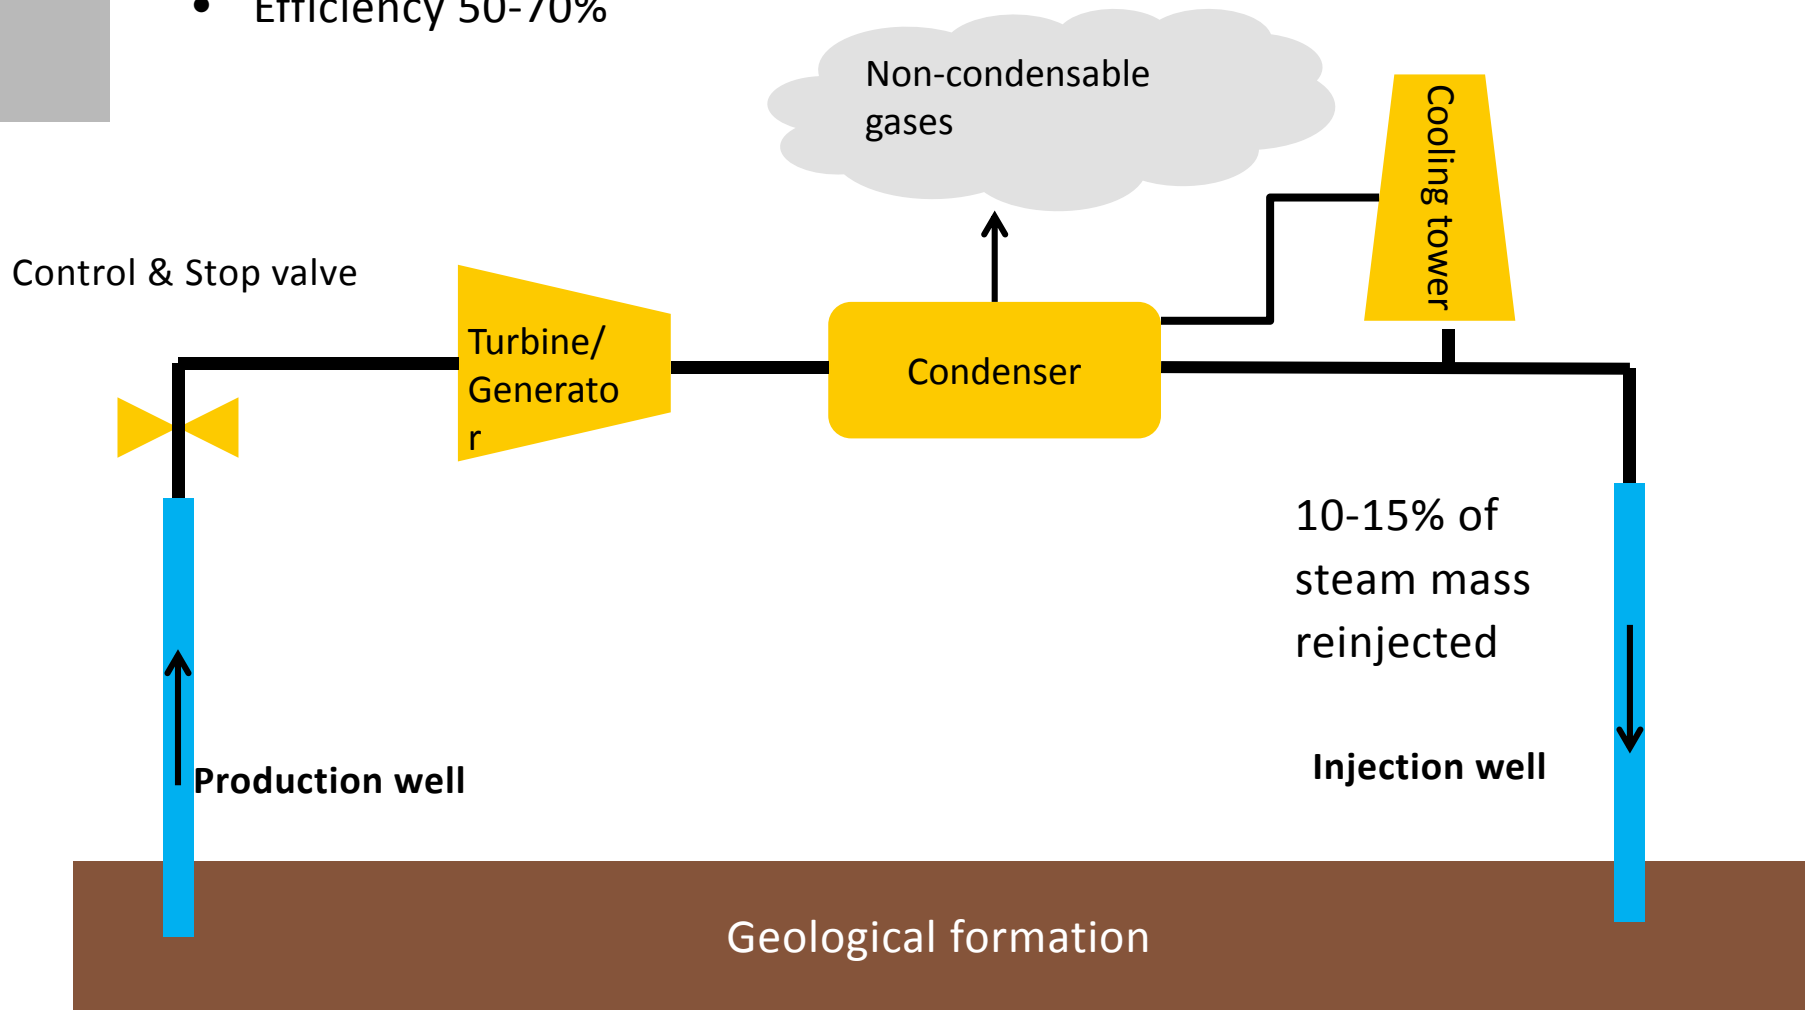 • Efficiency 50-70%
Non-condensable
gases
Cooling tower
Control & Stop valve
Turbine/
Generato
r
Condenser
10-15% of
steam mass
reinjected
Production well
Injection well
Geological formation